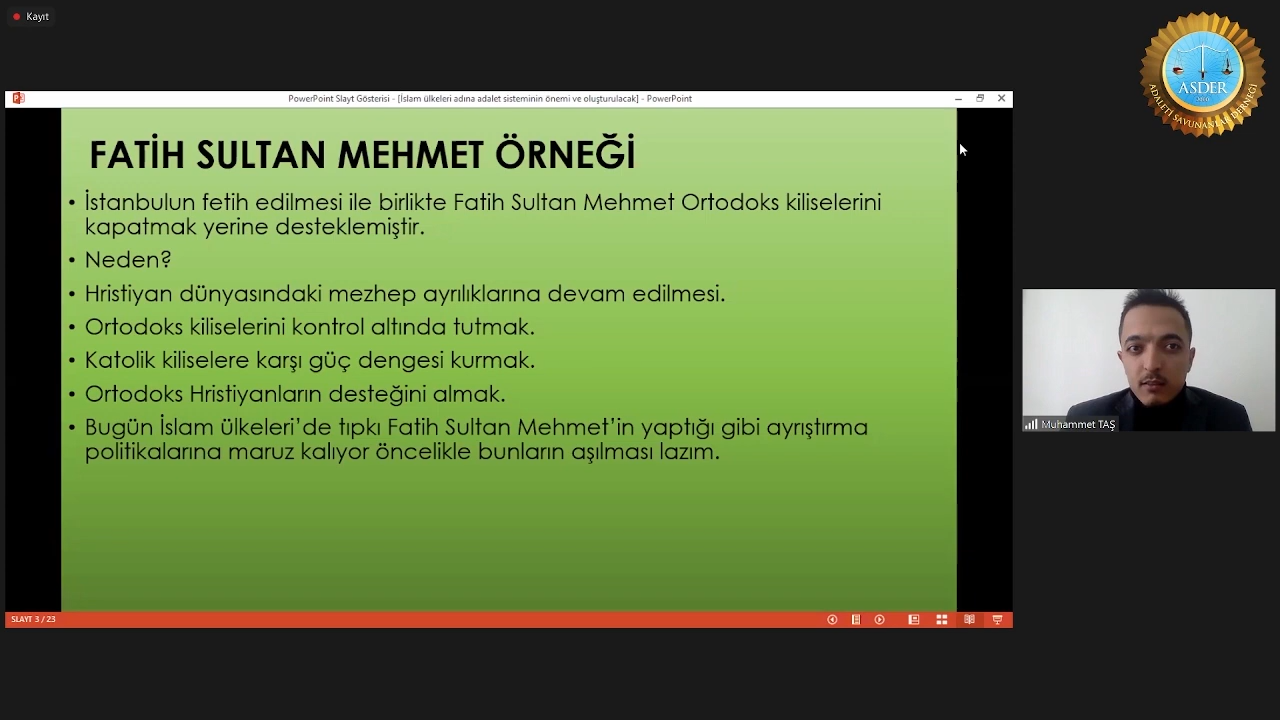 Kayıt
ASDER
ADALETİ SAVUNANLAR DERNEĞİ
PowerPoint Slayt Gösterisi - [İslam ülkeleri adına adalet sisteminin önemi ve oluşturulacak] - PowerPoint
FATİH SULTAN MEHMET ÖRNEĞİ
• İstanbulun fetih edilmesi ile birlikte Fatih Sultan Mehmet Ortodoks kiliselerini
kapatmak yerine desteklemiştir.
• Neden?
• Hristiyan dünyasındaki mezhep ayrılıklarına devam edilmesi.
• Ortodoks kiliselerini kontrol altında tutmak.
• Katolik kiliselere karşı güç dengesi kurmak.
• Ortodoks Hristiyanların desteğini almak.
• Bugün İslam ülkeleri’de tıpkı Fatih Sultan Mehmet’in yaptığı gibi ayrıştırma
politikalarına maruz kalıyor öncelikle bunların aşılması lazım.
Muhammet TAŞ
SLAYT 3 / 23